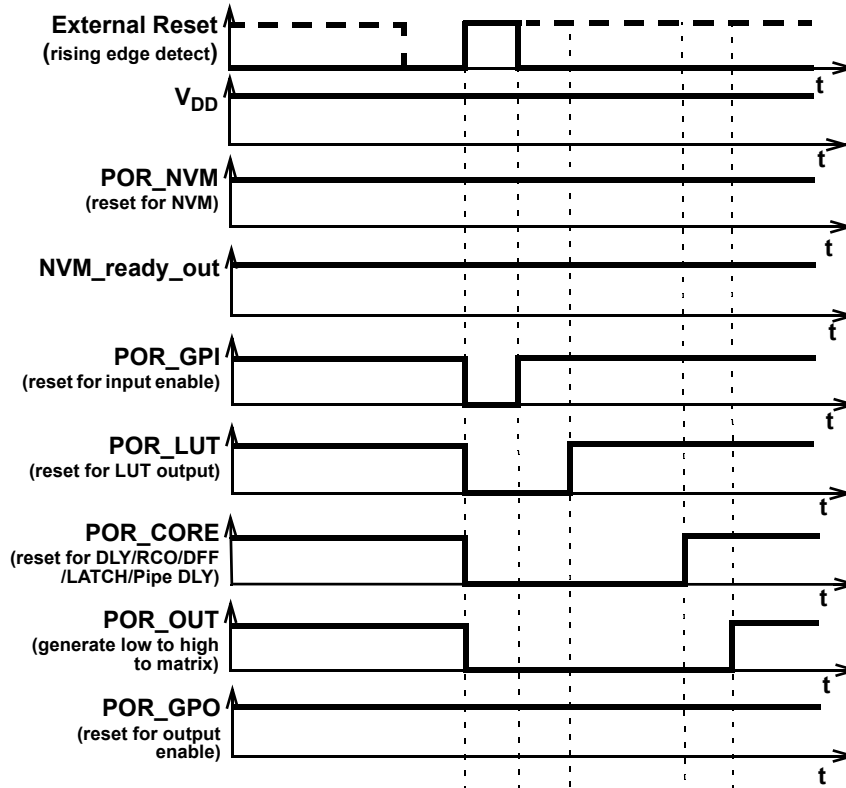 External Reset
(rising edge detect)
t
VDD
t
POR_NVM
(reset for NVM)
t
NVM_ready_out
t
POR_GPI
(reset for input enable)
t
POR_LUT
(reset for LUT output)
t
POR_CORE
(reset for DLY/RCO/DFF
/LATCH/Pipe DLY)
t
POR_OUT
(generate low to high
to matrix)
t
POR_GPO
(reset for output
enable)
t